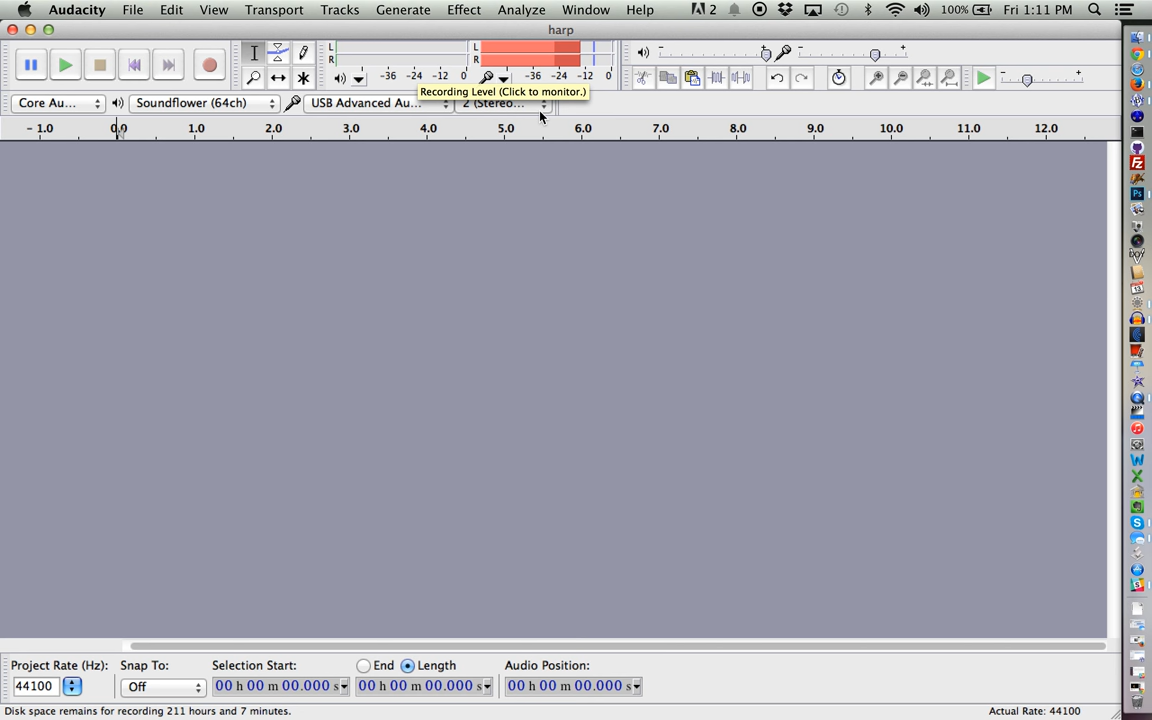 Audacity File Edit View Transport Tracks Generate Effect Analyze Window Help 2 100% Fri 1:11 PM
harp
L R -36 -24 -12 0 L R -36 -24 -12 0
Recording Level (Click to monitor.)
Core Au... Soundflower (64ch) USB Advanced Au... 2 (Stereo...
- 1.0 0.0 1.0 2.0 3.0 4.0 5.0 6.0 7.0 8.0 9.0 10.0 11.0 12.0
Project Rate (Hz): Snap To: Selection Start: End Length Audio Position:
44100 Off 00 h 00 m 00.000 s 00 h 00 m 00.000 s 00 h 00 m 00.000 s
Disk space remains for recording 211 hours and 7 minutes. Actual Rate: 44100